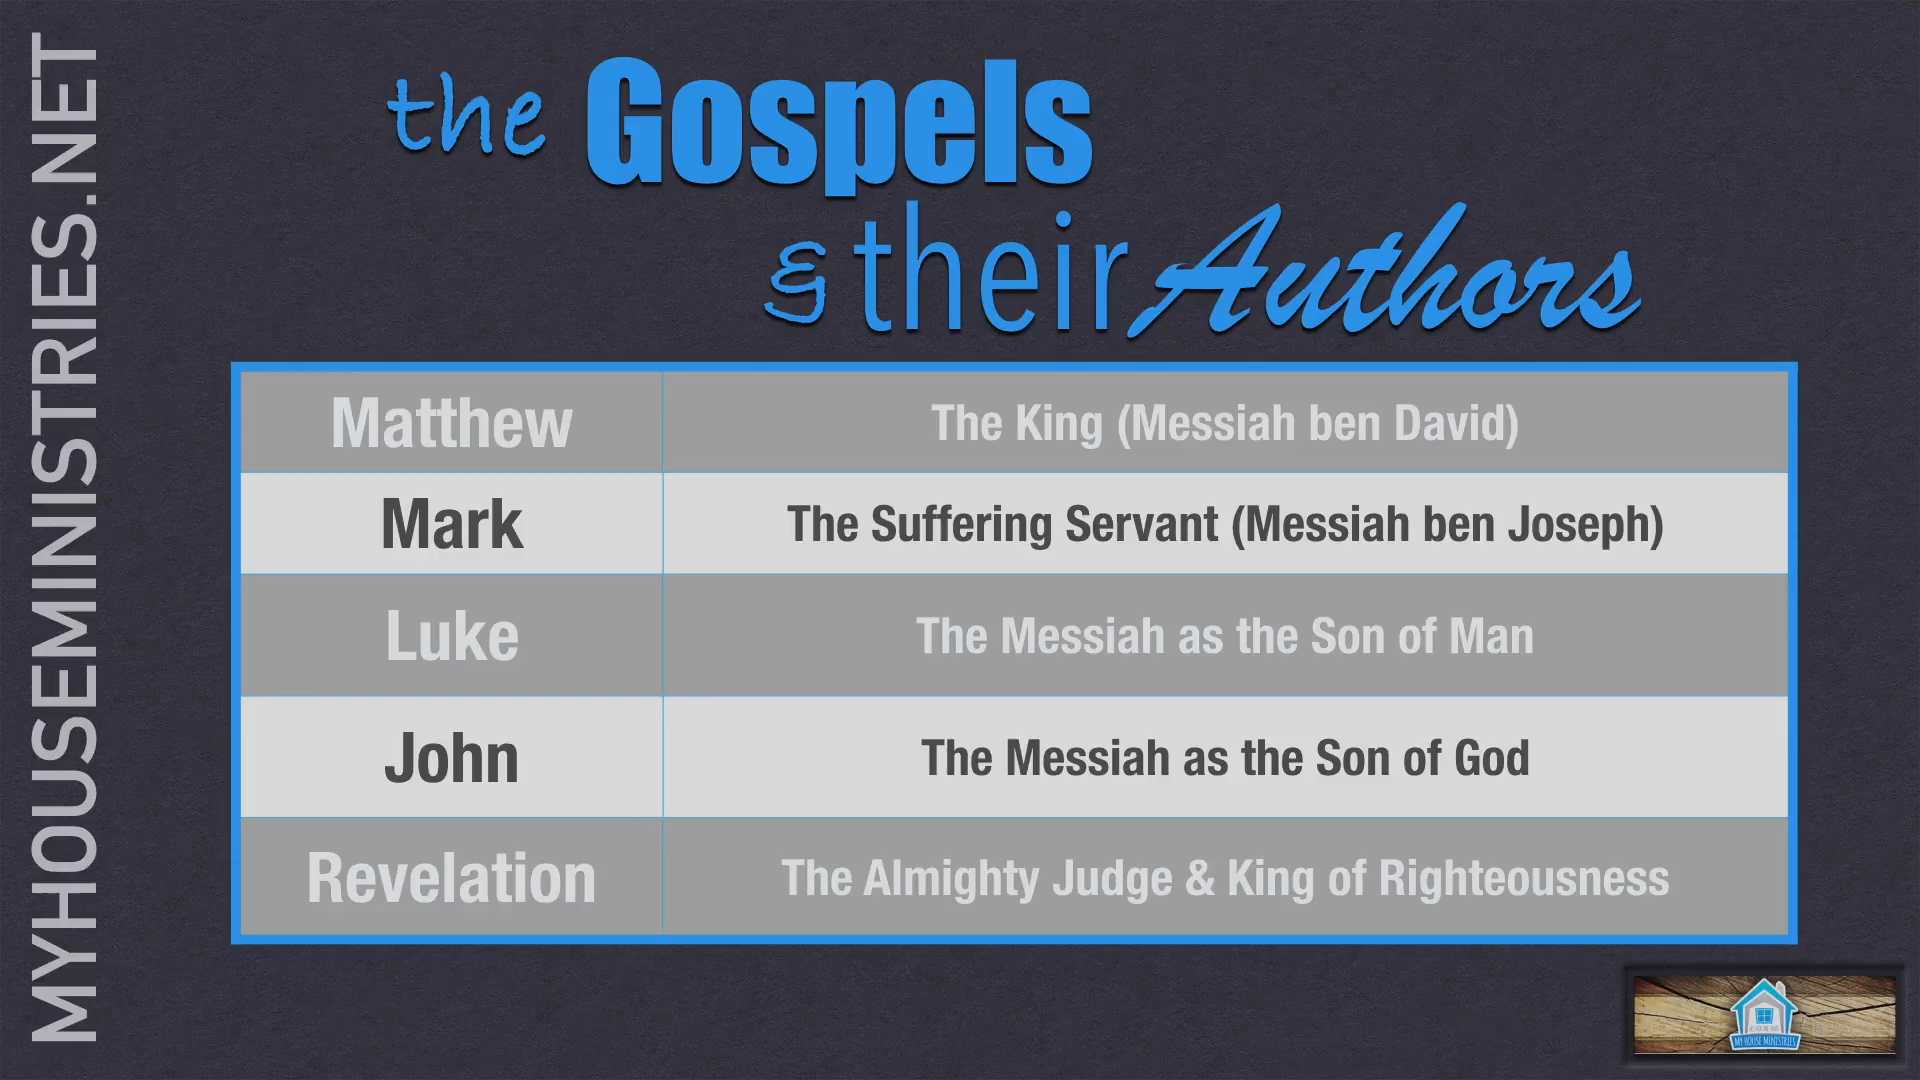 MYHOUSEMINISTRIES.NET
the Gospels
& their Authors
Matthew The King (Messiah ben David)
Mark The Suffering Servant (Messiah ben Joseph)
Luke The Messiah as the Son of Man
John The Messiah as the Son of God
Revelation The Almighty Judge & King of Righteousness
MY HOUSE MINISTRIES